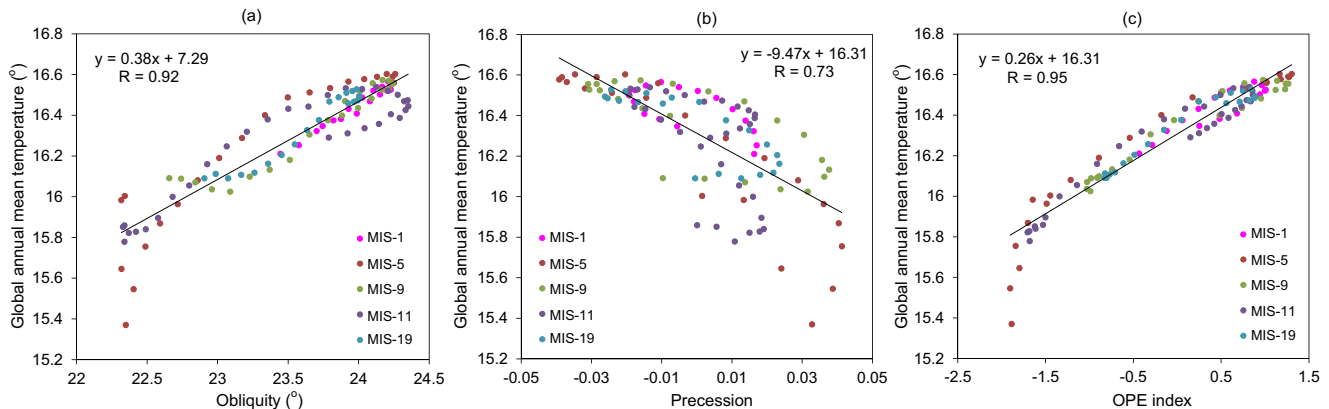 (a)
y = 0.38x + 7.29
R = 0.92
Global annual mean temperature (°)
16.8
16.6
16.4
16.2
16
15.8
15.6
15.4
15.2
MIS-1
MIS-5
MIS-9
MIS-11
MIS-19
22
22.5
23
23.5
24
24.5
Obliquity (°)
(b)
y = -9.47x + 16.31
R = 0.73
Global annual mean temperature (°)
16.8
16.6
16.4
16.2
16
15.8
15.6
15.4
15.2
MIS-1
MIS-5
MIS-9
MIS-11
MIS-19
-0.05
-0.03
-0.01
0.01
0.03
0.05
Precession
(c)
y = 0.26x + 16.31
R = 0.95
Global annual mean temperature (°)
16.8
16.6
16.4
16.2
16
15.8
15.6
15.4
15.2
MIS-1
MIS-5
MIS-9
MIS-11
MIS-19
-2.5
-1.5
-0.5
0.5
1.5
OPE index